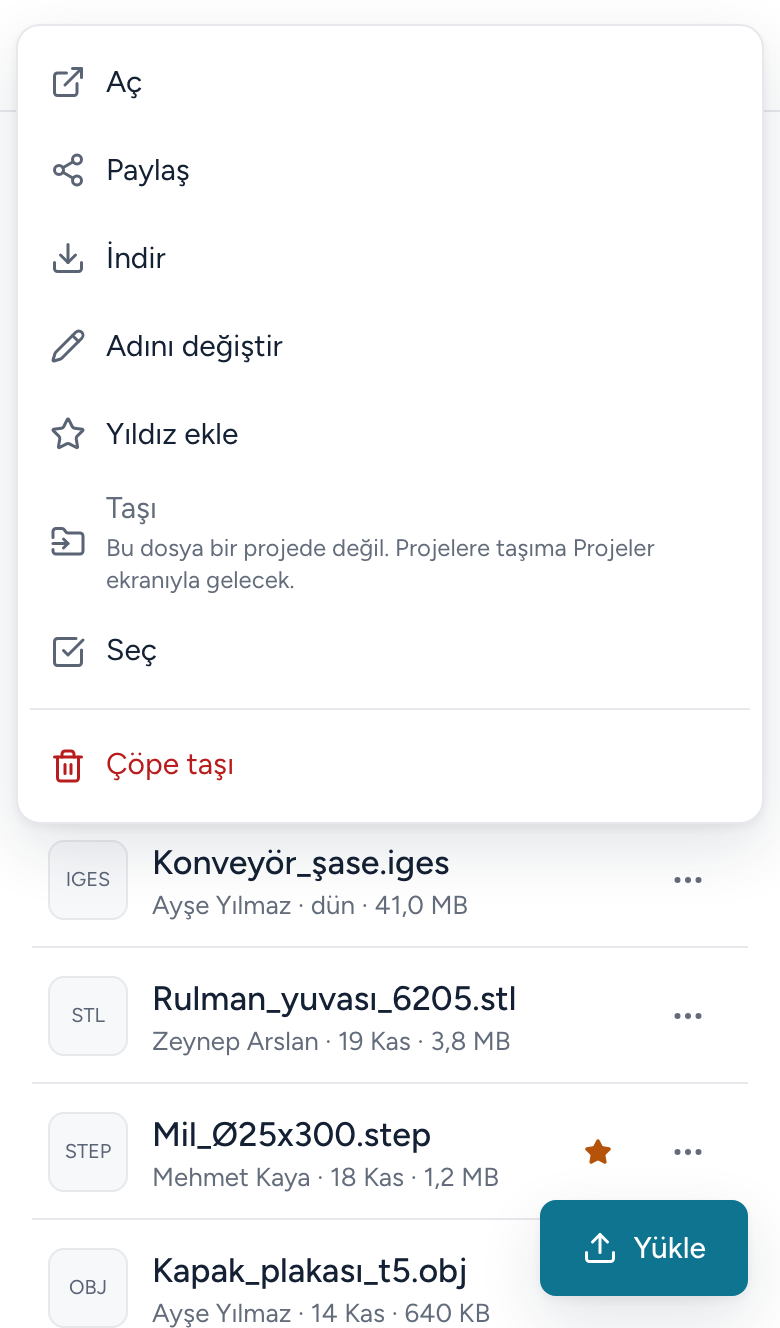 Aç
Paylaş
İndir
Adını değiştir
Yıldız ekle
Taşı
Bu dosya bir projede değil. Projelere taşıma Projeler
ekranıyla gelecek.
Seç
Çöpe taşı
IGES
Konveyör_şase.iges
Ayşe Yılmaz · dün · 41,0 MB
STL
Rulman_yuvası_6205.stl
Zeynep Arslan · 19 Kas · 3,8 MB
STEP
Mil_Ø25x300.step
Mehmet Kaya · 18 Kas · 1,2 MB
Yükle
OBJ
Kapak_plakası_t5.obj
Ayşe Yılmaz · 14 Kas · 640 KB